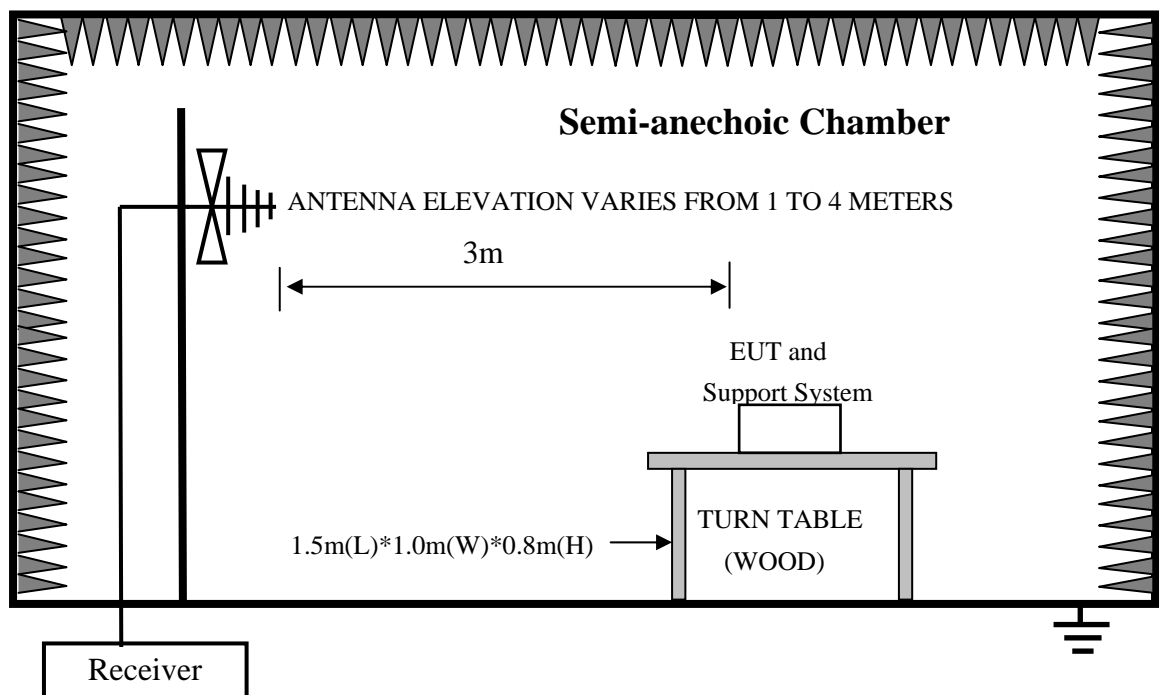 Semi-anechoic Chamber
ANTENNA ELEVATION VARIES FROM 1 TO 4 METERS
3m
EUT and
Support System
TURN TABLE
(WOOD)
1.5m(L)*1.0m(W)*0.8m(H)
Receiver